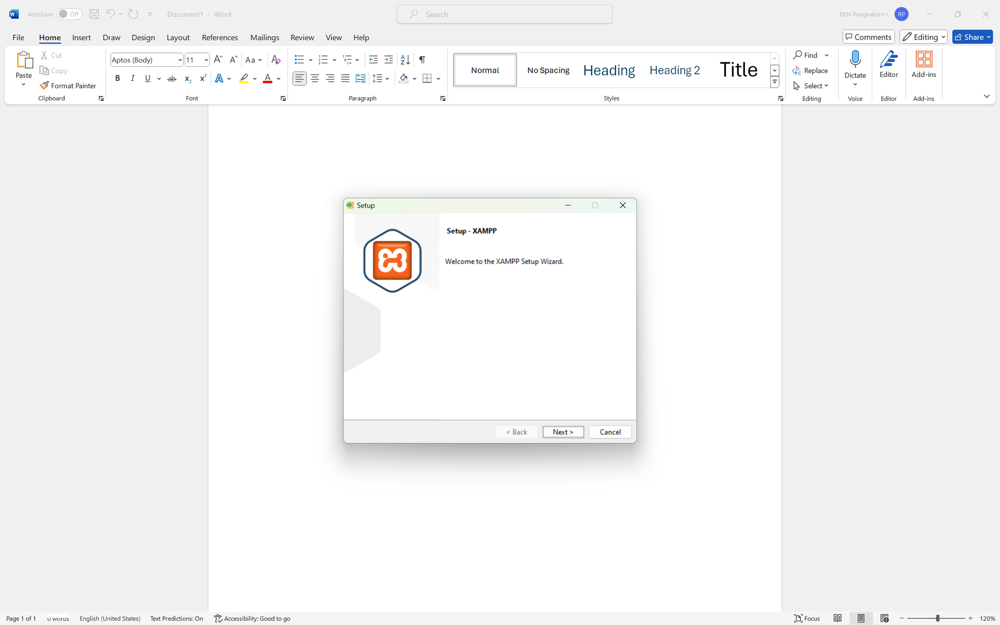 AutoSave Off Document1 - Word Search REN Pongsakorn I. RP
File Home Insert Draw Design Layout References Mailings Review View Help Comments Editing Share
Paste Cut Copy Format Painter
Aptos (Body) 11 Aa
B I U ab x₂ x² A A
Normal No Spacing Heading Heading 2 Title
Find Replace Select
Dictate Editor Add-ins
Clipboard Font Paragraph Styles Editing Voice Editor Add-ins
Setup
Setup - XAMPP
Welcome to the XAMPP Setup Wizard.
< Back Next > Cancel
Page 1 of 1 0 words English (United States) Text Predictions: On Accessibility: Good to go Focus 120%